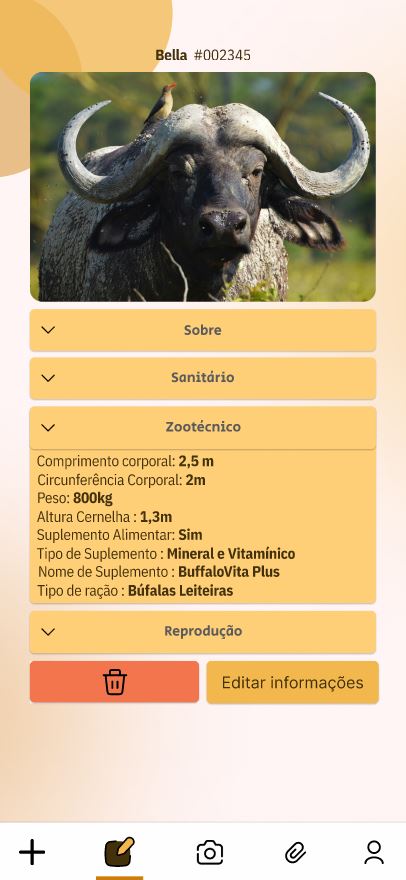 Bella #002345
Sobre
Sanitário
Zootécnico
Comprimento corporal: 2,5 m
Circunferência Corporal: 2m
Peso: 800kg
Altura Cernelha : 1,3m
Suplemento Alimentar: Sim
Tipo de Suplemento : Mineral e Vitamínico
Nome de Suplemento : BuffaloVita Plus
Tipo de ração : Búfalas Leiteiras
Reprodução
Editar informações